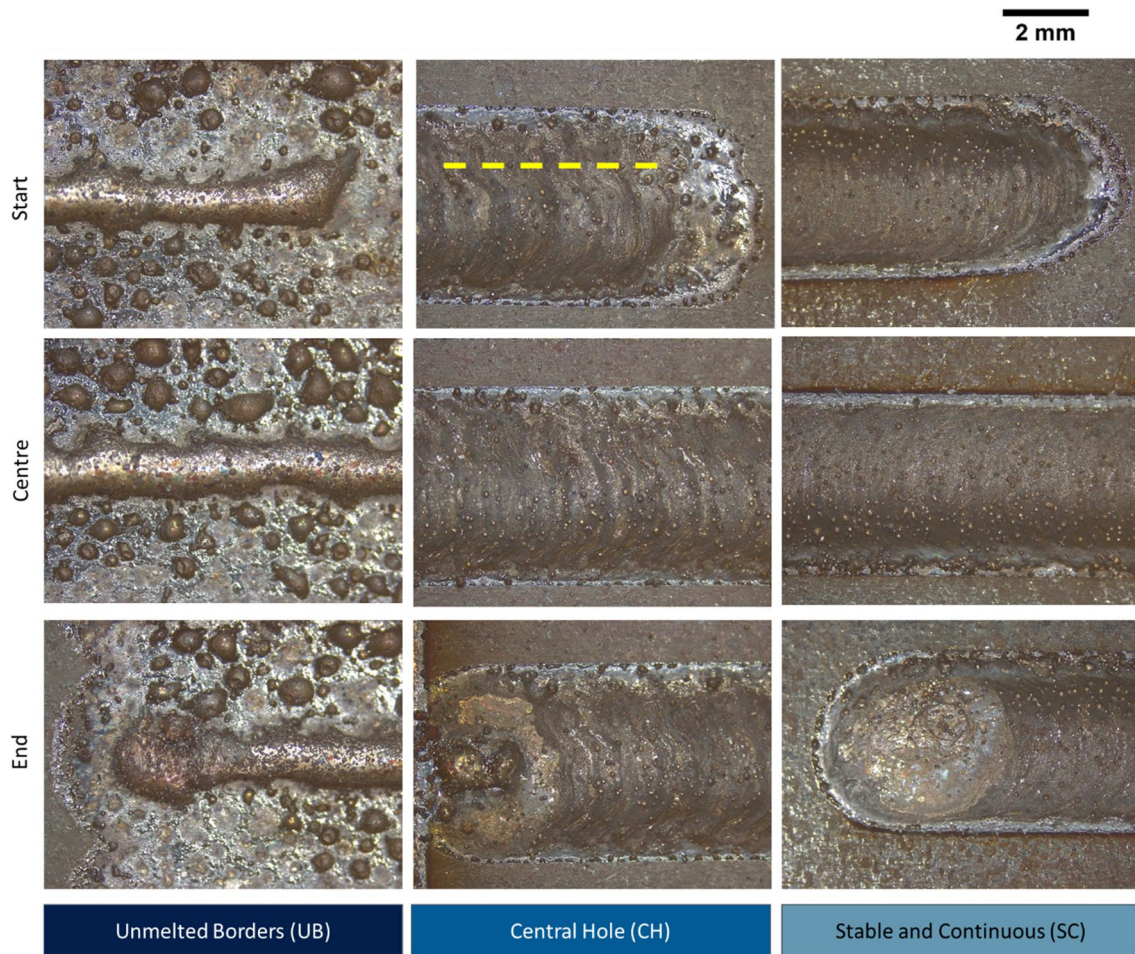 2 mm
Start
Centre
End
Unmelted Borders (UB)
Central Hole (CH)
Stable and Continuous (SC)